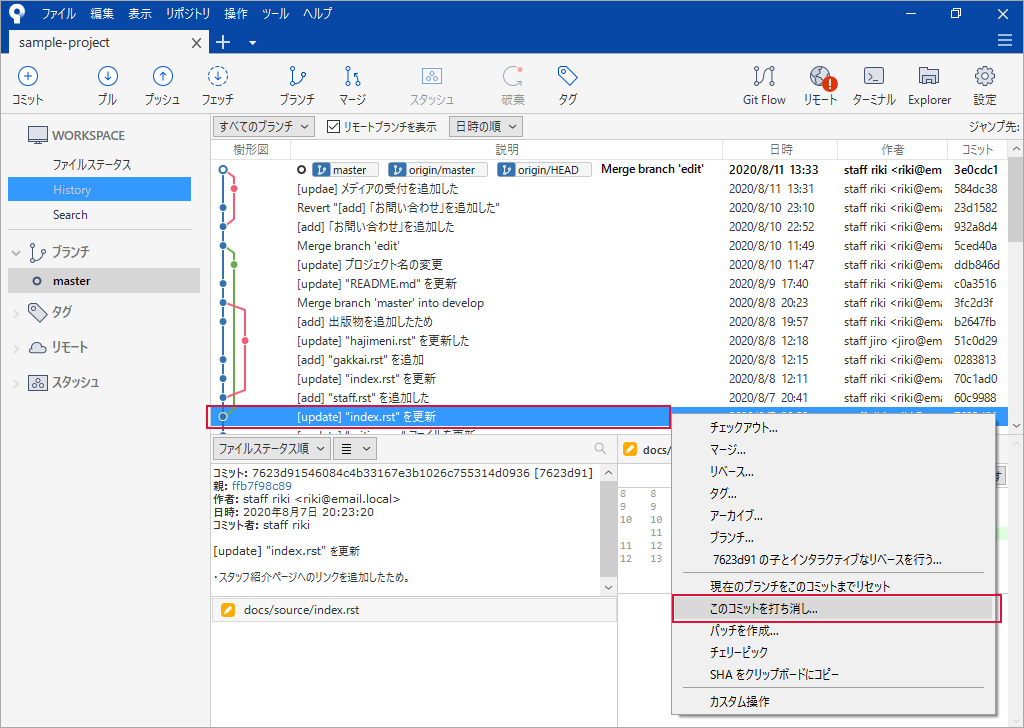 ファイル 編集 表示 リポジトリ 操作 ツール ヘルプ
sample-project
コミット プル プッシュ フェッチ ブランチ マージ スタッシュ 破棄 タグ Git Flow リモート ターミナル Explorer 設定
すべてのブランチ リモートブランチを表示 日時の順 ジャンプ先:
WORKSPACE
ファイルステータス
History
Search
ブランチ
master
タグ
リモート
スタッシュ
樹形図 説明 日時 作者 コミット
master origin/master origin/HEAD Merge branch 'edit' 2020/8/11 13:33 staff riki <riki@em 3e0cdc1
[updae] メディアの受付を追加した 2020/8/11 13:31 staff riki <riki@ema 584dc38
Revert "[add] 「お問い合わせ」を追加した" 2020/8/10 23:10 staff riki <riki@ema 23d1582
[add] 「お問い合わせ」を追加した 2020/8/10 22:52 staff riki <riki@ema 932a8d4
Merge branch 'edit' 2020/8/10 11:49 staff riki <riki@ema 5ced40a
[update] プロジェクト名の変更 2020/8/10 11:47 staff riki <riki@ema ddb846d
[update] "README.md" を更新 2020/8/9 17:40 staff riki <riki@ema c0a3516
Merge branch 'master' into develop 2020/8/8 20:23 staff riki <riki@ema 3fc2d3f
[add] 出版物を追加したため 2020/8/8 19:57 staff riki <riki@ema b2647fb
[update] "hajimeni.rst" を更新した 2020/8/8 12:18 staff jiro <jiro@ema 51c0d29
[add] "gakkai.rst" を追加 2020/8/8 12:15 staff riki <riki@ema 0283813
[update] "index.rst" を更新 2020/8/8 12:11 staff riki <riki@ema 70c1ad0
[add] "staff.rst" を追加した 2020/8/7 20:41 staff riki <riki@ema 60c9988
[update] "index.rst" を更新
ファイルステータス順
コミット: 7623d91546084c4b33167e3b1026c755314d0936 [7623d91]
親: ffb7f98c89
作者: staff riki <riki@email.local>
日時: 2020年8月7日 20:23:20
コミット者: staff riki
[update] "index.rst" を更新
・スタッフ紹介ページへのリンクを追加したため。
docs/source/index.rst
docs/
8 8
9 9
10 10
11
11 12
12 13
チェックアウト...
マージ...
リベース...
タグ...
アーカイブ...
ブランチ...
7623d91 の子とインタラクティブなリベースを行う...
現在のブランチをこのコミットまでリセット
このコミットを打ち消し...
パッチを作成...
チェリーピック
SHA をクリップボードにコピー
カスタム操作